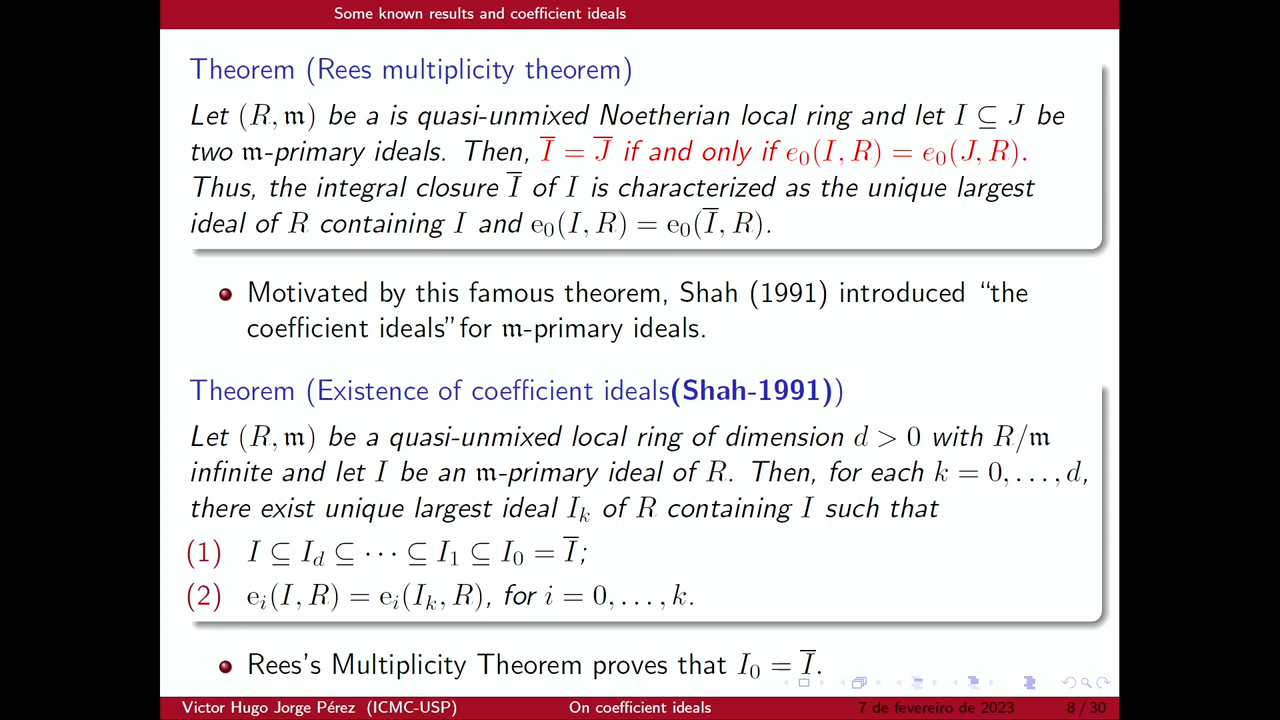 Some known results and coefficient ideals
Theorem (Rees multiplicity theorem)
Let (R, 𝔪) be a is quasi-unmixed Noetherian local ring and let I ⊆ J be
two 𝔪-primary ideals. Then, I̅ = J̅ if and only if e₀(I, R) = e₀(J, R).
Thus, the integral closure I̅ of I is characterized as the unique largest
ideal of R containing I and e₀(I, R) = e₀(I̅, R).
Motivated by this famous theorem, Shah (1991) introduced “the
coefficient ideals”for 𝔪-primary ideals.
Theorem (Existence of coefficient ideals(Shah-1991))
Let (R, 𝔪) be a quasi-unmixed local ring of dimension d > 0 with R/𝔪
infinite and let I be an 𝔪-primary ideal of R. Then, for each k = 0, . . . , d,
there exist unique largest ideal Iₖ of R containing I such that
(1) I ⊆ I_d ⊆ · · · ⊆ I₁ ⊆ I₀ = I̅;
(2) eᵢ(I, R) = eᵢ(Iₖ, R), for i = 0, . . . , k.
Rees's Multiplicity Theorem proves that I₀ = I̅.
Victor Hugo Jorge Pérez (ICMC-USP) On coefficient ideals 7 de fevereiro de 2023 8 / 30